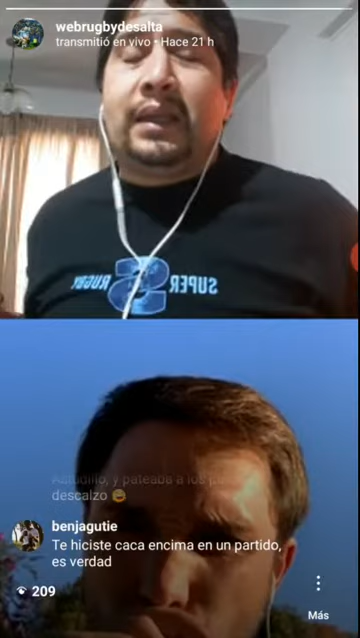 webrugbydesalta
transmitió en vivo • Hace 21 h
SUPER RUGBY
S
Astudillo, y pateaba a los
descalzo 😂
benjagutie
Te hiciste caca encima en un partido,
es verdad
209
Más